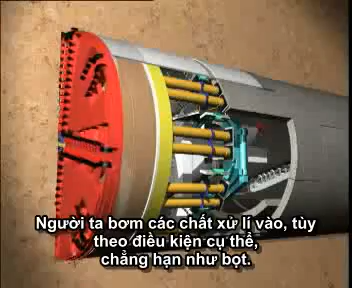 Người ta bơm các chất xử lí vào, tùy
theo điều kiện cụ thể,
chẳng hạn như bọt.